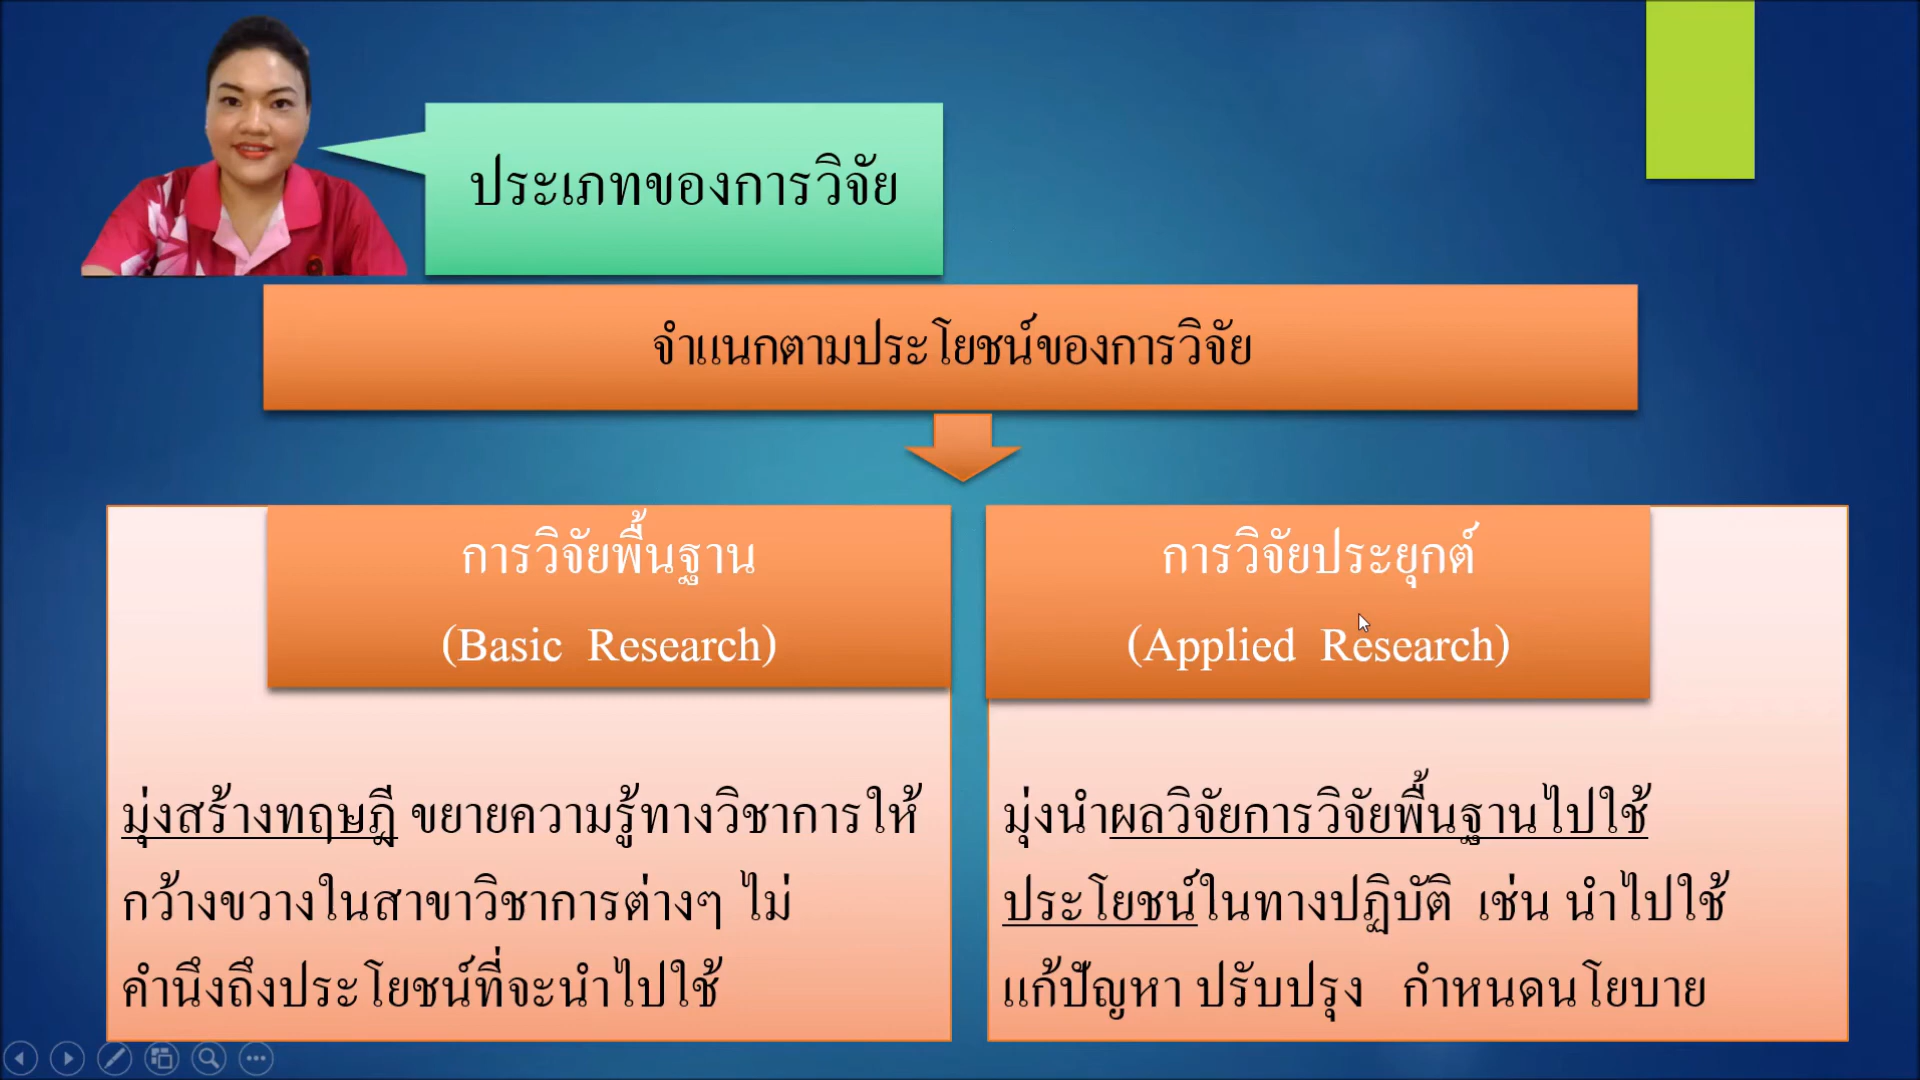 ประเภทของการวิจัย
จำแนกตามประโยชน์ของการวิจัย
การวิจัยพื้นฐาน
(Basic Research)
มุ่งสร้างทฤษฎี ขยายความรู้ทางวิชาการให้
กว้างขวางในสาขาวิชาการต่างๆ ไม่
คำนึงถึงประโยชน์ที่จะนำไปใช้
การวิจัยประยุกต์
(Applied Research)
มุ่งนำผลวิจัยการวิจัยพื้นฐานไปใช้
ประโยชน์ในทางปฏิบัติ เช่น นำไปใช้
แก้ปัญหา ปรับปรุง กำหนดนโยบาย